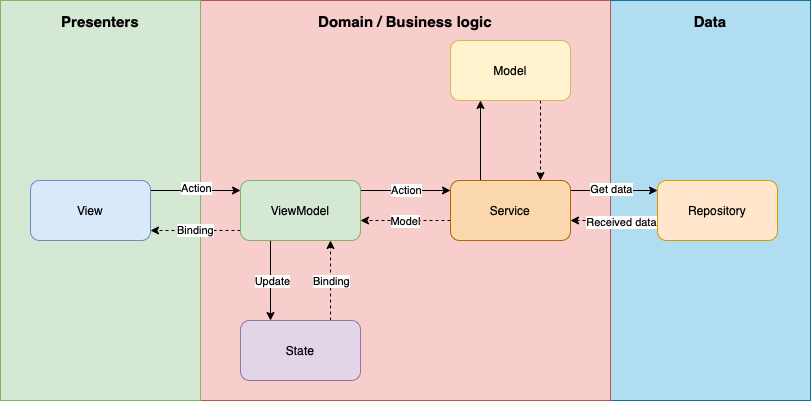 Presenters
Domain / Business logic
Data
Model
Action
Action
Get data
View
ViewModel
Service
Repository
Binding
Model
Received data
Update
Binding
State